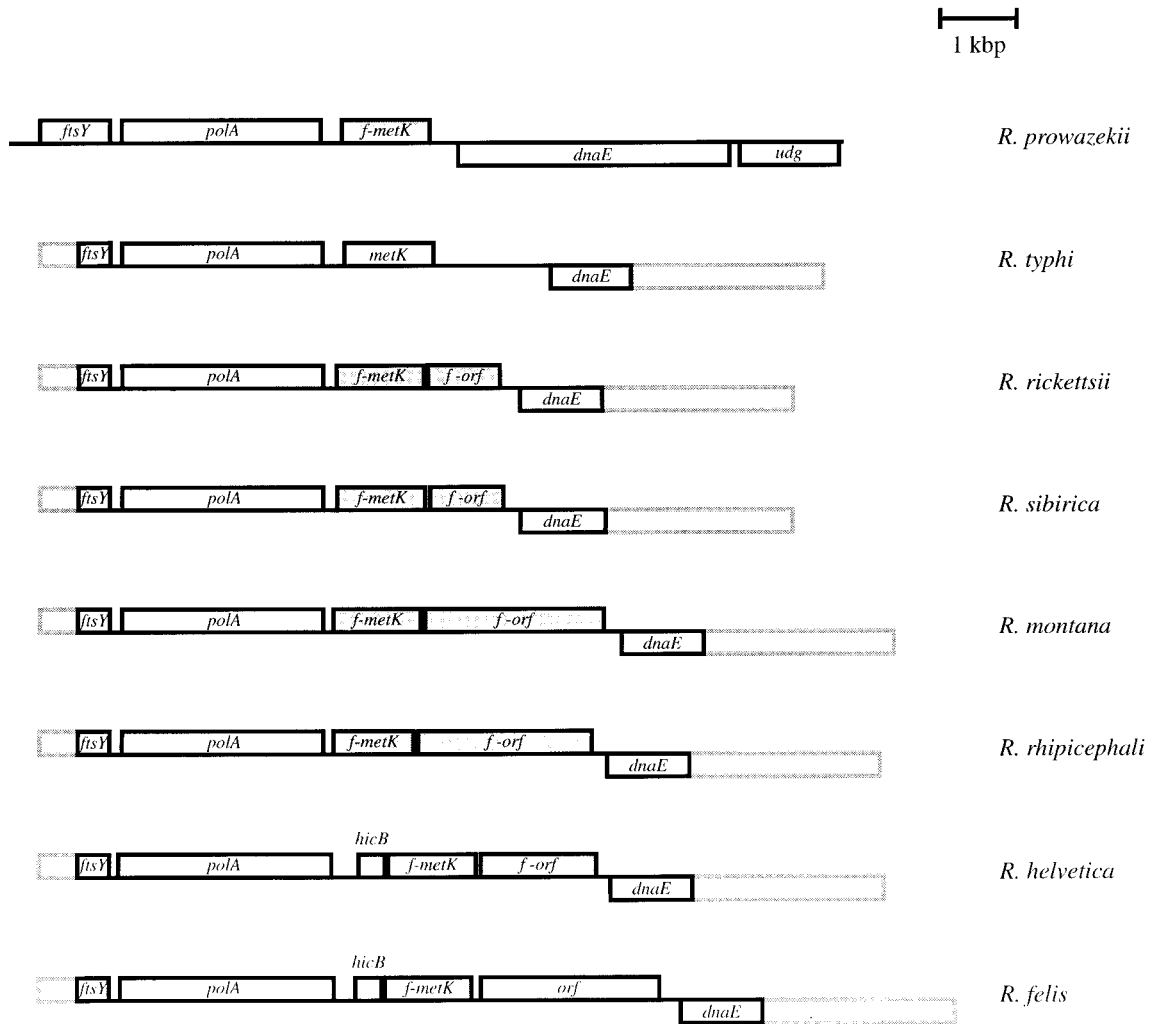 1 kbp
ftsY polA f-metK R. prowazekii
dnaE udg
ftsY polA metK R. typhi
dnaE
ftsY polA f-metK f-orf R. rickettsii
dnaE
ftsY polA f-metK f-orf R. sibirica
dnaE
ftsY polA f-metK f-orf R. montana
dnaE
ftsY polA f-metK f-orf R. rhipicephali
dnaE
hicB
ftsY polA f-metK f-orf R. helvetica
dnaE
hicB
ftsY polA f-metK orf R. felis
dnaE